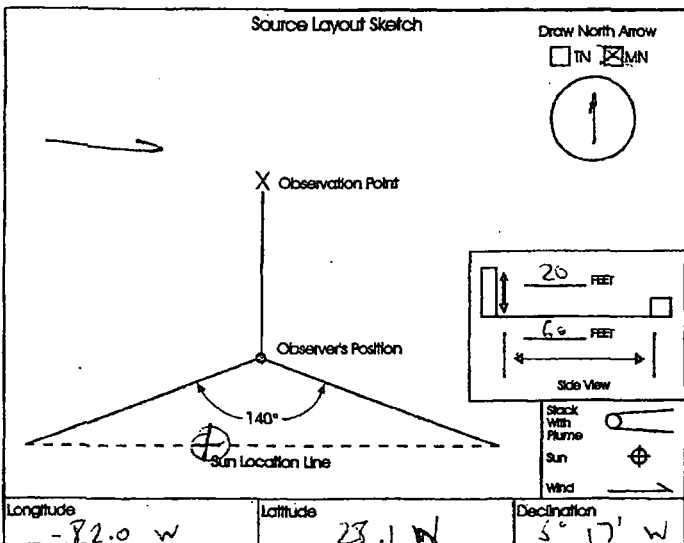 Source Layout Sketch
Draw North Arrow
TN MN
X Observation Point
20 FEET
60 FEET
Side View
Observer's Position
140°
Sun Location Line
Stack
With
Plume
Sun
Wind
Longitude
-82.0 W
Latitude
28.1 N
Declination
5° 17' W